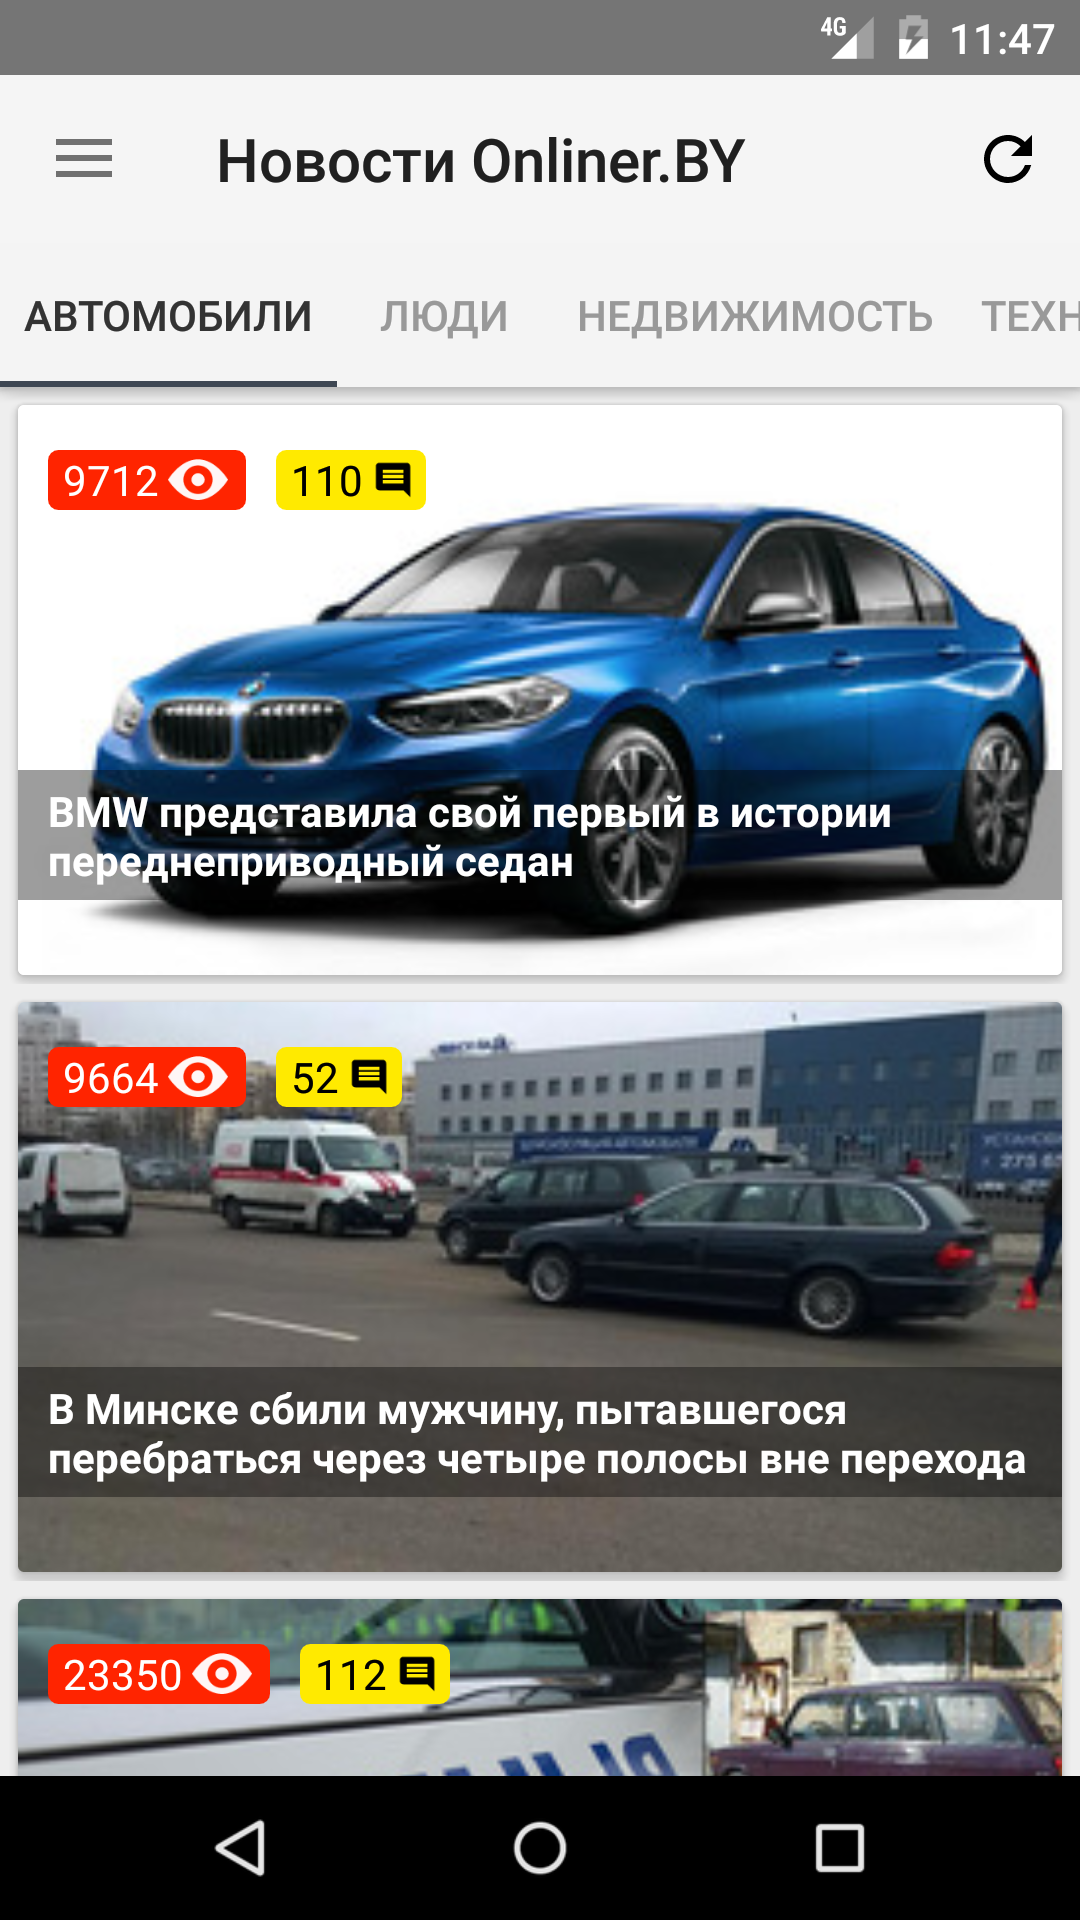 4G 11:47
Новости Onliner.BY
АВТОМОБИЛИ ЛЮДИ НЕДВИЖИМОСТЬ ТЕХН
9712 110
BMW представила свой первый в истории
переднеприводный седан
9664 52
В Минске сбили мужчину, пытавшегося
перебраться через четыре полосы вне перехода
23350 112